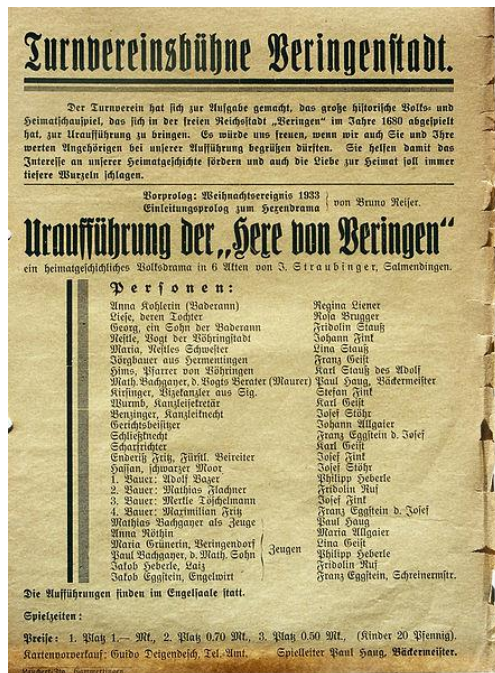 Turnvereinsbühne Veringenstadt.
Der Turnverein hat sich zur Aufgabe gemacht, das große historische Volks- und
Heimatschauspiel, das sich in der freien Reichsstadt „Veringen" im Jahre 1680 abgespielt
hat, zur Uraufführung zu bringen. Es würde uns freuen, wenn wir auch Sie und Ihre
werten Angehörigen bei unserer Aufführung begrüßen dürften. Sie helfen damit das
Interesse an unserer Heimatgeschichte fördern und auch die Liebe zur Heimat soll immer
tiefere Wurzeln schlagen.
Vorprolog: Weihnachtsereignis 1933
Einleitungsprolog zum Hexendrama } von Bruno Reiser.
Uraufführung der „Hexe von Veringen"
ein heimatgeschichtliches Volksdrama in 6 Akten von J. Straubinger, Salmendingen.
Personen:
Anna Kohlerin (Baderann) Regina Liener
Liese, deren Tochter Rosa Brugger
Georg, ein Sohn der Baderann Fridolin Stauß
Nestle, Vogt der Vöhringstadt Johann Fink
Maria, Nestles Schwester Lina Stauß
Jörgbauer aus Hermentingen Franz Geist
Hims, Pfarrer von Vöhringen Karl Stauß des Adolf
Math. Bachgayer, d. Vogts Berater (Maurer) Paul Haug, Bäckermeister
Kirsinger, Vizekanzler aus Sig. Stefan Fink
Wurmb, Kanzleisekretär Karl Geist
Benzinger, Kanzleiknecht Josef Stöhr
Gerichtsbeisitzer Johann Allgaier
Schließknecht Franz Eggstein d. Josef
Scharfrichter Karl Geist
Enderiß Fritz, Fürstl. Beireiter Josef Fink
Hassan, schwarzer Moor Josef Stöhr
1. Bauer: Adolf Bazer Philipp Heberle
2. Bauer: Mathias Flachner Fridolin Ruf
3. Bauer: Mertle Töschelmann Josef Fink
4. Bauer: Maximilian Fritz Franz Eggstein d. Josef
Mathias Bachgayer als Zeuge Paul Haug
Anna Röthin Maria Allgaier
Maria Grünerin, Veringendorf Lina Geist
Paul Bachgayer, d. Math. Sohn } Zeugen Philipp Heberle
Jakob Heberle, Laiz Fridolin Ruf
Jakob Eggstein, Engelwirt Franz Eggstein, Schreinermstr.
Die Aufführungen finden im Engelsaale statt.
Spielzeiten:
Preise: 1. Platz 1.— Mk., 2. Platz 0.70 Mk., 3. Platz 0.50 Mk., (Kinder 20 Pfennig).
Kartenvorverkauf: Guido Deigendesch, Tel. Amt. Spielleiter Paul Haug, Bäckermeister.